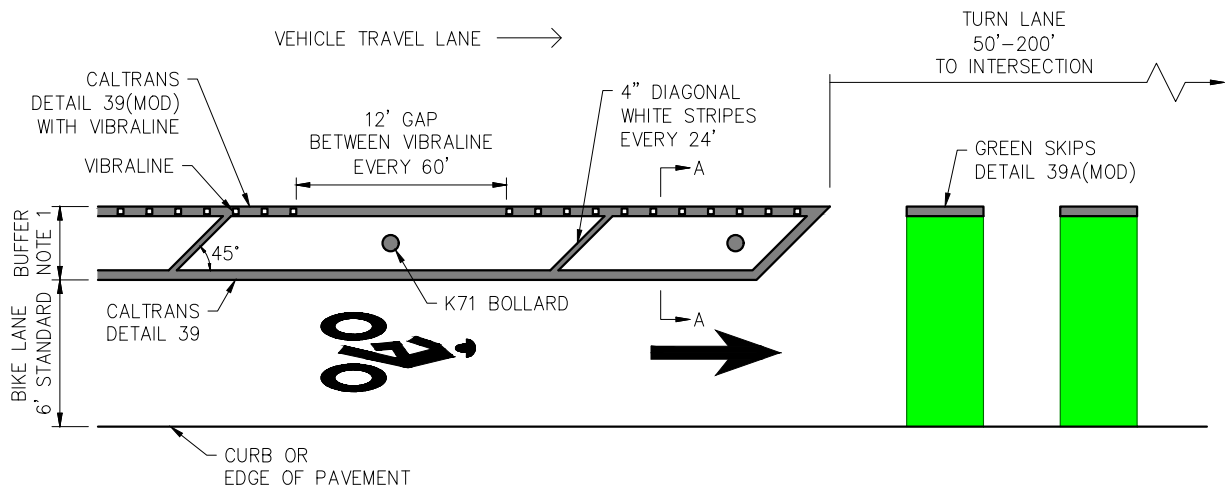 VEHICLE TRAVEL LANE
TURN LANE
50'-200'
TO INTERSECTION
CALTRANS
DETAIL 39(MOD)
WITH VIBRALINE
VIBRALINE
12' GAP
BETWEEN VIBRALINE
EVERY 60'
4" DIAGONAL
WHITE STRIPES
EVERY 24'
A
GREEN SKIPS
DETAIL 39A(MOD)
BUFFER
NOTE 1
45°
K71 BOLLARD
CALTRANS
DETAIL 39
A
BIKE LANE
6' STANDARD
CURB OR
EDGE OF PAVEMENT